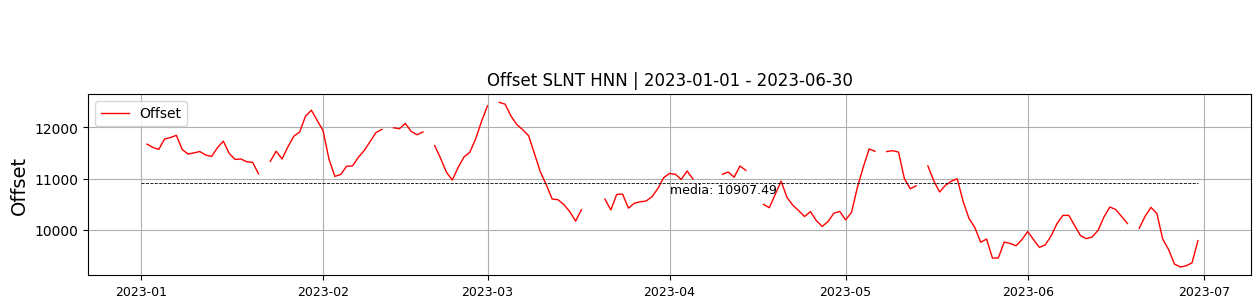 Offset SLNT HNN | 2023-01-01 - 2023-06-30
Offset
Offset
12000
11000
10000
media: 10907.49
2023-01 2023-02 2023-03 2023-04 2023-05 2023-06 2023-07